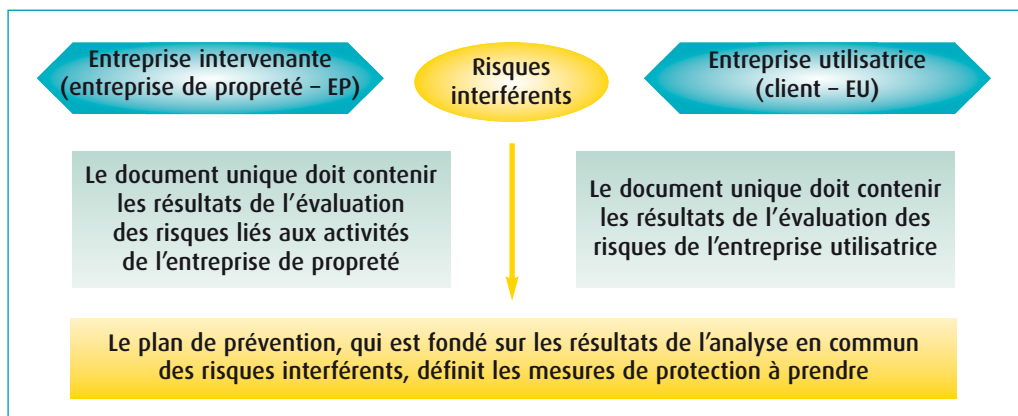 Entreprise intervenante
(entreprise de propreté – EP)
Risques
interférents
Entreprise utilisatrice
(client – EU)
Le document unique doit contenir
les résultats de l'évaluation
des risques liés aux activités
de l'entreprise de propreté
Le document unique doit contenir
les résultats de l'évaluation des
risques de l'entreprise utilisatrice
Le plan de prévention, qui est fondé sur les résultats de l'analyse en commun
des risques interférents, définit les mesures de protection à prendre